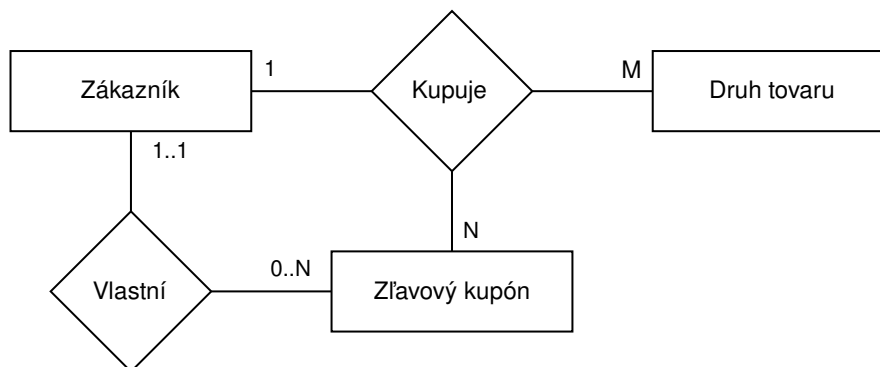 Zákazník
1
Kupuje
M
Druh tovaru
1..1
N
Vlastní
0..N
Zľavový kupón